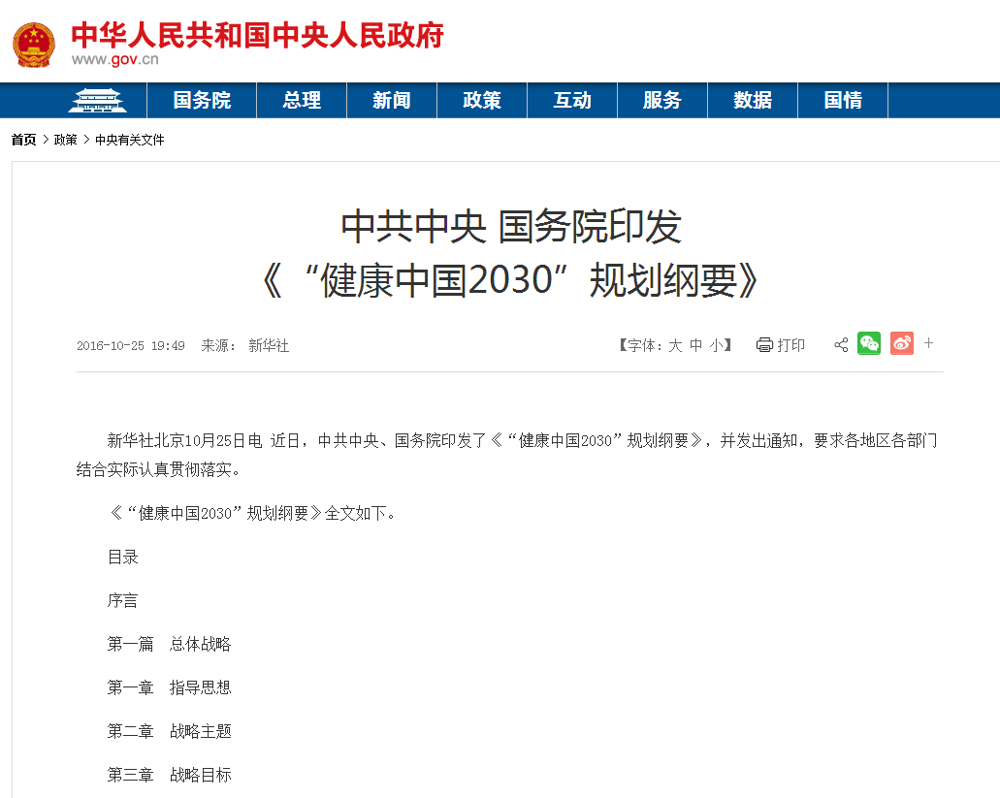 中华人民共和国中央人民政府
www.gov.cn
国务院 总理 新闻 政策 互动 服务 数据 国情
首页 > 政策 > 中央有关文件
中共中央 国务院印发
《“健康中国2030”规划纲要》
2016-10-25 19:49 来源： 新华社 【字体：大 中 小】 打印 +
新华社北京10月25日电 近日，中共中央、国务院印发了《“健康中国2030”规划纲要》，并发出通知，要求各地区各部门
结合实际认真贯彻落实。
《“健康中国2030”规划纲要》全文如下。
目录
序言
第一篇　总体战略
第一章　指导思想
第二章　战略主题
第三章　战略目标